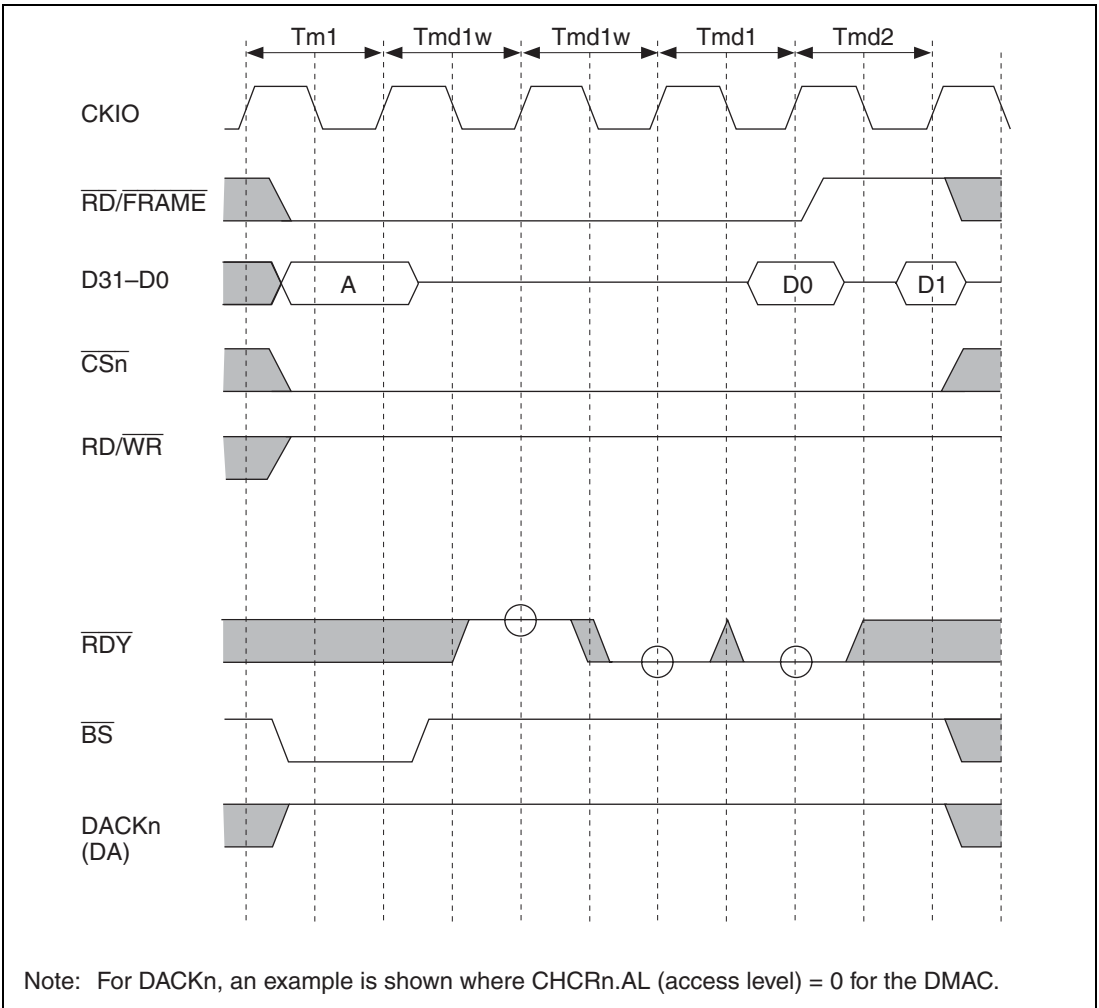 Tm1 Tmd1w Tmd1w Tmd1 Tmd2
CKIO
RD/FRAME
D31–D0 A D0 D1
CSn
RD/WR
RDY
BS
DACKn
(DA)
Note: For DACKn, an example is shown where CHCRn.AL (access level) = 0 for the DMAC.